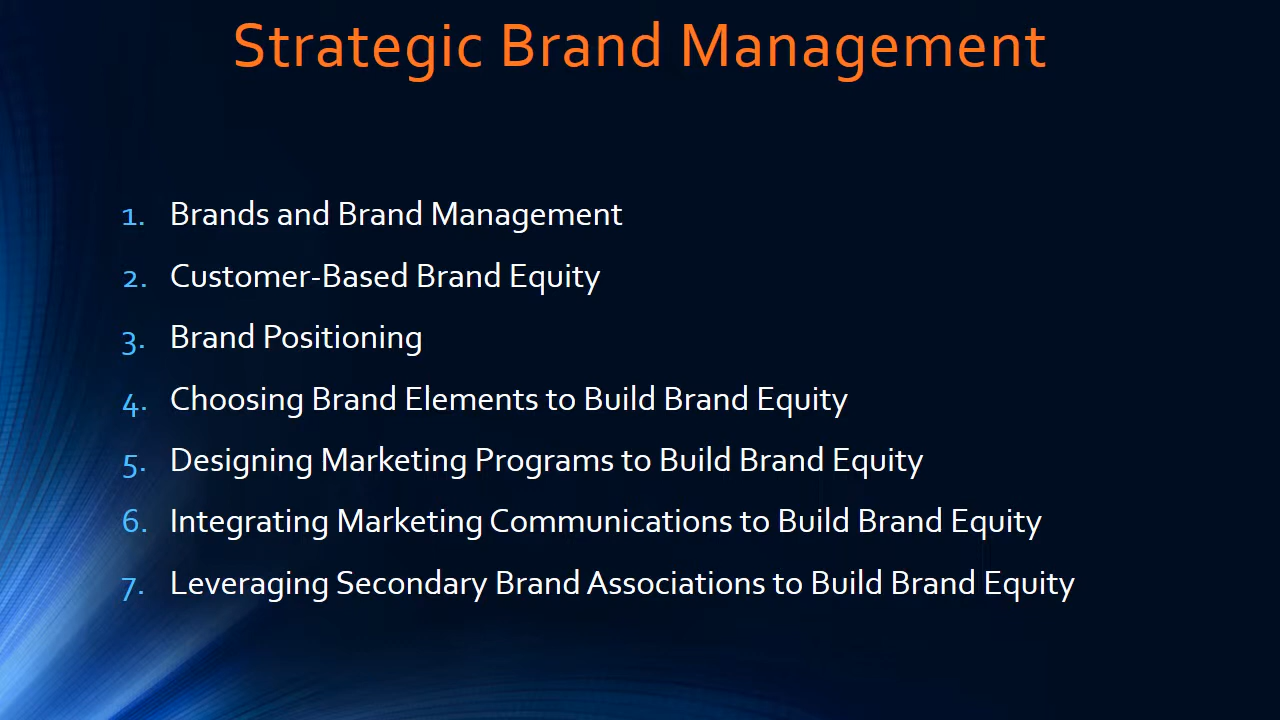 Strategic Brand Management
1. Brands and Brand Management
2. Customer-Based Brand Equity
3. Brand Positioning
4. Choosing Brand Elements to Build Brand Equity
5. Designing Marketing Programs to Build Brand Equity
6. Integrating Marketing Communications to Build Brand Equity
7. Leveraging Secondary Brand Associations to Build Brand Equity